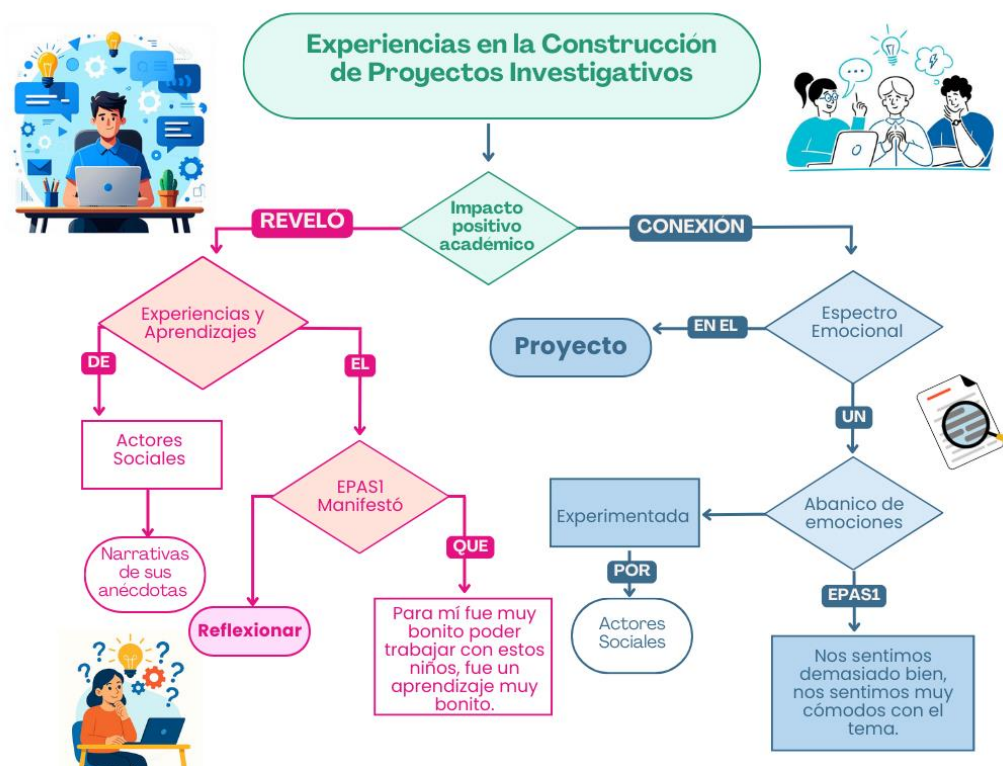 Experiencias en la Construcción
de Proyectos Investigativos
Impacto
positivo
académico
REVELÓ
CONEXIÓN
Experiencias y
Aprendizajes
DE
EL
Actores
Sociales
Narrativas
de sus
anécdotas
EPAS1
Manifestó
Reflexionar
QUE
Para mí fue muy
bonito poder
trabajar con estos
niños, fue un
aprendizaje muy
bonito.
Espectro
Emocional
EN EL
Proyecto
UN
Abanico de
emociones
Experimentada
POR
Actores
Sociales
EPAS1
Nos sentimos
demasiado bien,
nos sentimos muy
cómodos con el
tema.